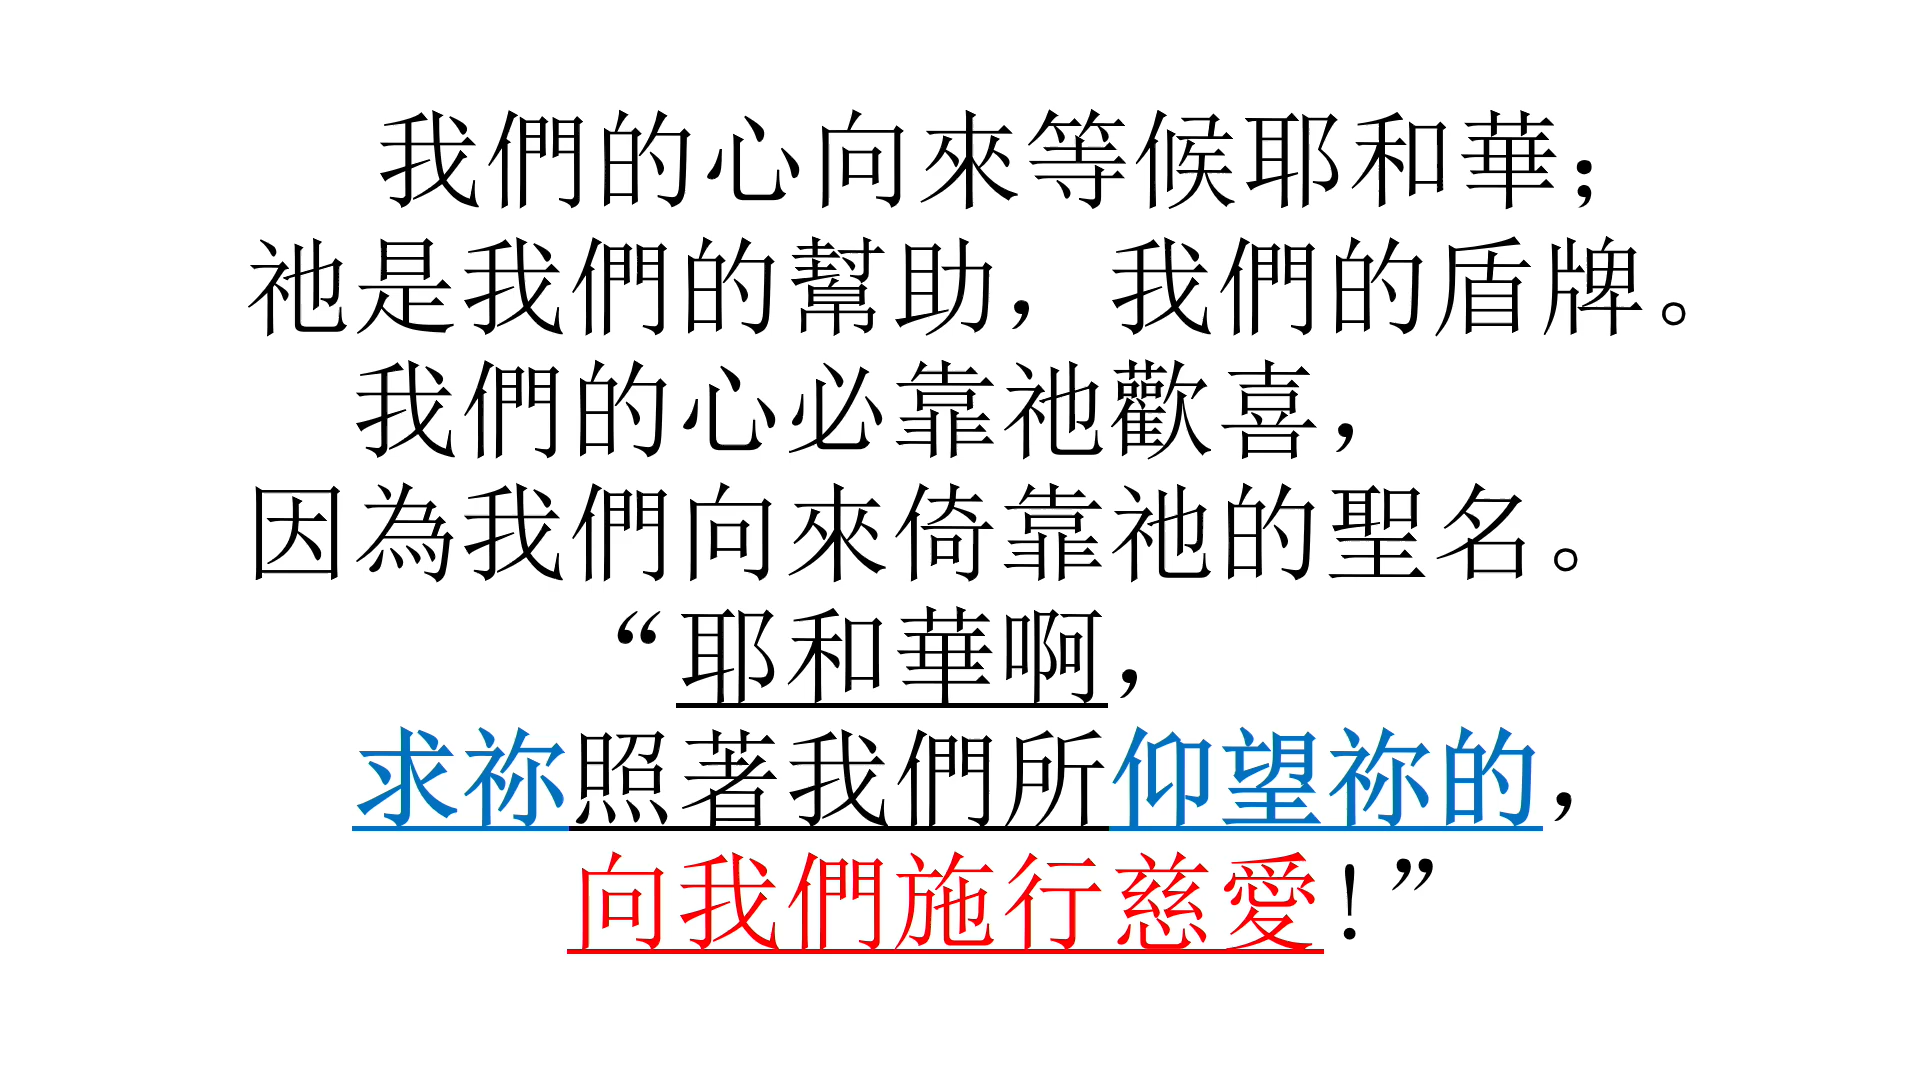 我們的心向來等候耶和華；
祂是我們的幫助，我們的盾牌。
我們的心必靠祂歡喜，
因為我們向來倚靠祂的聖名。
“耶和華啊，
求祢照著我們所仰望祢的，
向我們施行慈愛！”